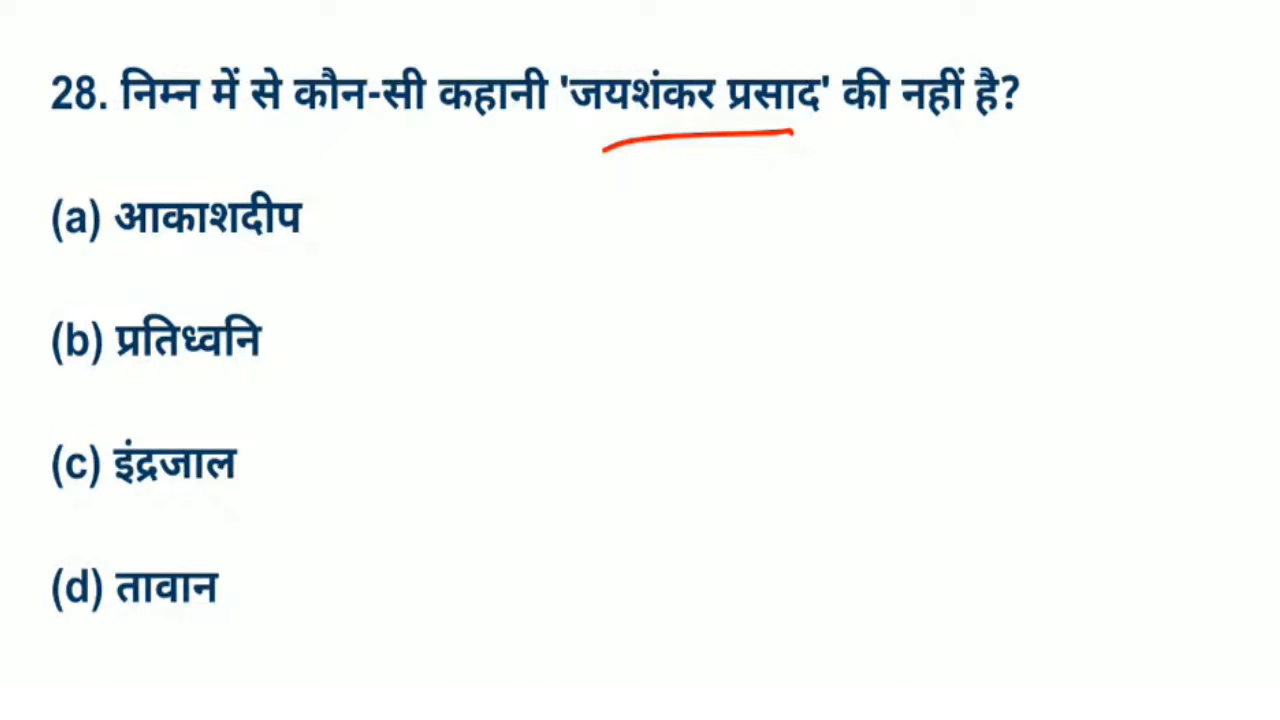 28. निम्न में से कौन-सी कहानी 'जयशंकर प्रसाद' की नहीं है?
(a) आकाशदीप
(b) प्रतिध्वनि
(c) इंद्रजाल
(d) तावान